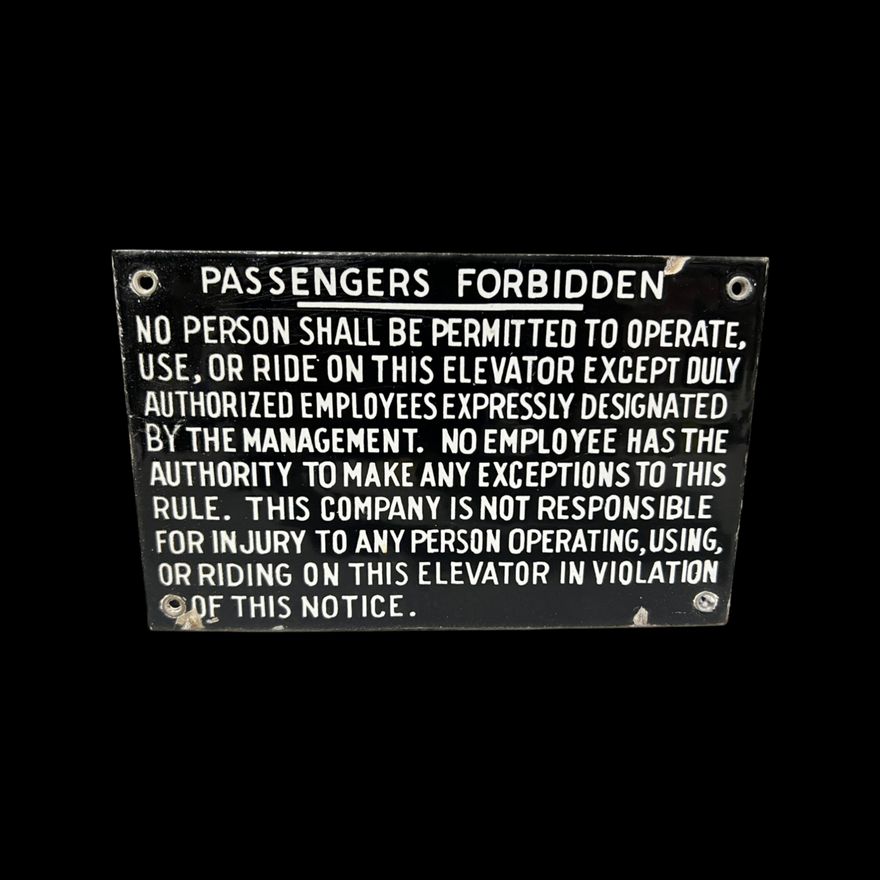 PASSENGERS FORBIDDEN
NO PERSON SHALL BE PERMITTED TO OPERATE,
USE, OR RIDE ON THIS ELEVATOR EXCEPT DULY
AUTHORIZED EMPLOYEES EXPRESSLY DESIGNATED
BY THE MANAGEMENT. NO EMPLOYEE HAS THE
AUTHORITY TO MAKE ANY EXCEPTIONS TO THIS
RULE. THIS COMPANY IS NOT RESPONSIBLE
FOR INJURY TO ANY PERSON OPERATING, USING,
OR RIDING ON THIS ELEVATOR IN VIOLATION
OF THIS NOTICE.